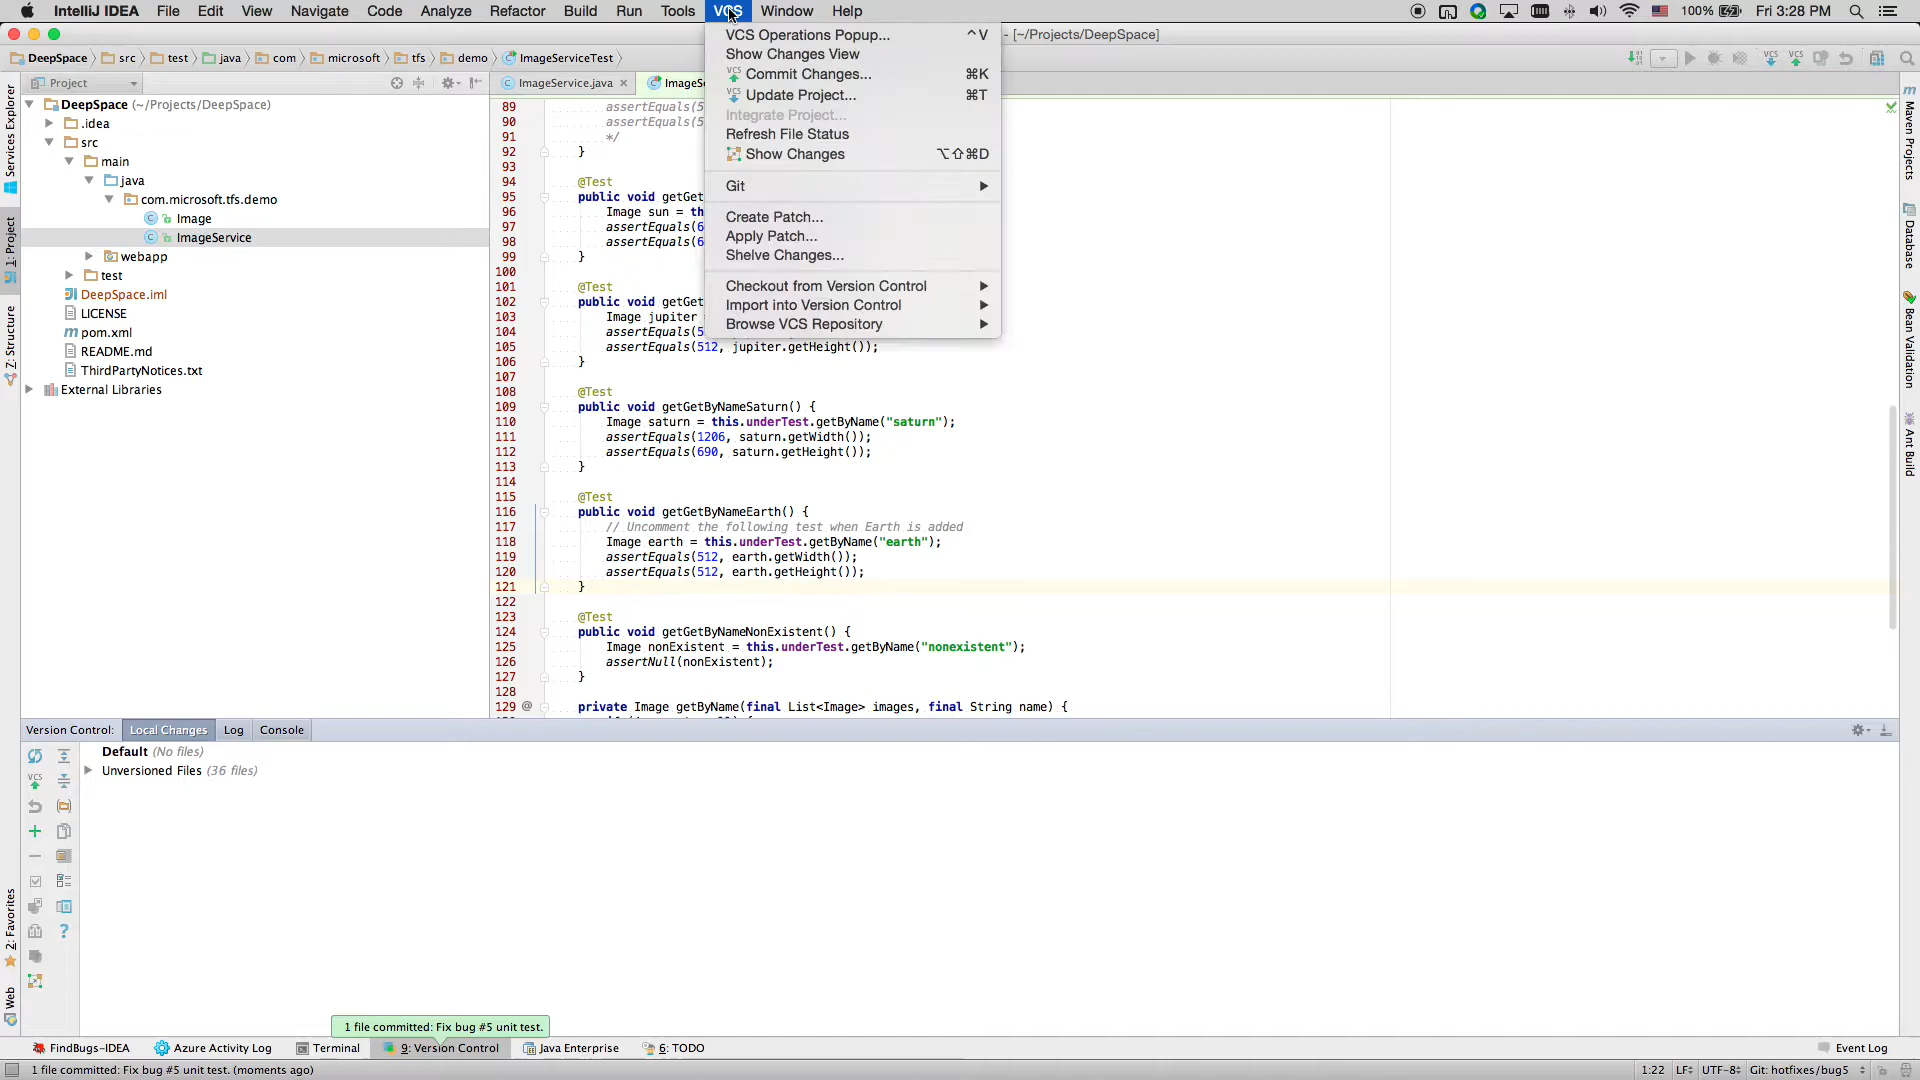 IntelliJ IDEA File Edit View Navigate Code Analyze Refactor Build Run Tools VCS Window Help 100% Fri 3:28 PM
- [~/Projects/DeepSpace]
DeepSpace src test java com microsoft tfs demo ImageServiceTest
Project
ImageService.java
ImageSe
Services Explorer
1: Project
Z: Structure
2: Favorites
Web
DeepSpace (~/Projects/DeepSpace)
.idea
src
main
java
com.microsoft.tfs.demo
Image
ImageService
webapp
test
DeepSpace.iml
LICENSE
pom.xml
README.md
ThirdPartyNotices.txt
External Libraries
VCS Operations Popup... ^V
Show Changes View
Commit Changes... ⌘K
Update Project... ⌘T
Integrate Project...
Refresh File Status
Show Changes ⌥⇧⌘D
Git
Create Patch...
Apply Patch...
Shelve Changes...
Checkout from Version Control
Import into Version Control
Browse VCS Repository
89 assertEquals(5
90 assertEquals(5
91 */
92 }
93
94 @Test
95 public void getGet
96 Image sun = th
97 assertEquals(6
98 assertEquals(6
99 }
100
101 @Test
102 public void getGet
103 Image jupiter
104 assertEquals(5
105 assertEquals(512, jupiter.getHeight());
106 }
107
108 @Test
109 public void getGetByNameSaturn() {
110 Image saturn = this.underTest.getByName("saturn");
111 assertEquals(1206, saturn.getWidth());
112 assertEquals(690, saturn.getHeight());
113 }
114
115 @Test
116 public void getGetByNameEarth() {
117 // Uncomment the following test when Earth is added
118 Image earth = this.underTest.getByName("earth");
119 assertEquals(512, earth.getWidth());
120 assertEquals(512, earth.getHeight());
121 }
122
123 @Test
124 public void getGetByNameNonExistent() {
125 Image nonExistent = this.underTest.getByName("nonexistent");
126 assertNull(nonExistent);
127 }
128
129 @ private Image getByName(final List<Image> images, final String name) {
Maven Projects
Database
Bean Validation
Ant Build
Version Control: Local Changes Log Console
Default (No files)
Unversioned Files (36 files)
1 file committed: Fix bug #5 unit test.
FindBugs-IDEA Azure Activity Log Terminal 9: Version Control Java Enterprise 6: TODO Event Log
1 file committed: Fix bug #5 unit test. (moments ago) 1:22 LF UTF-8 Git: hotfixes/bug5